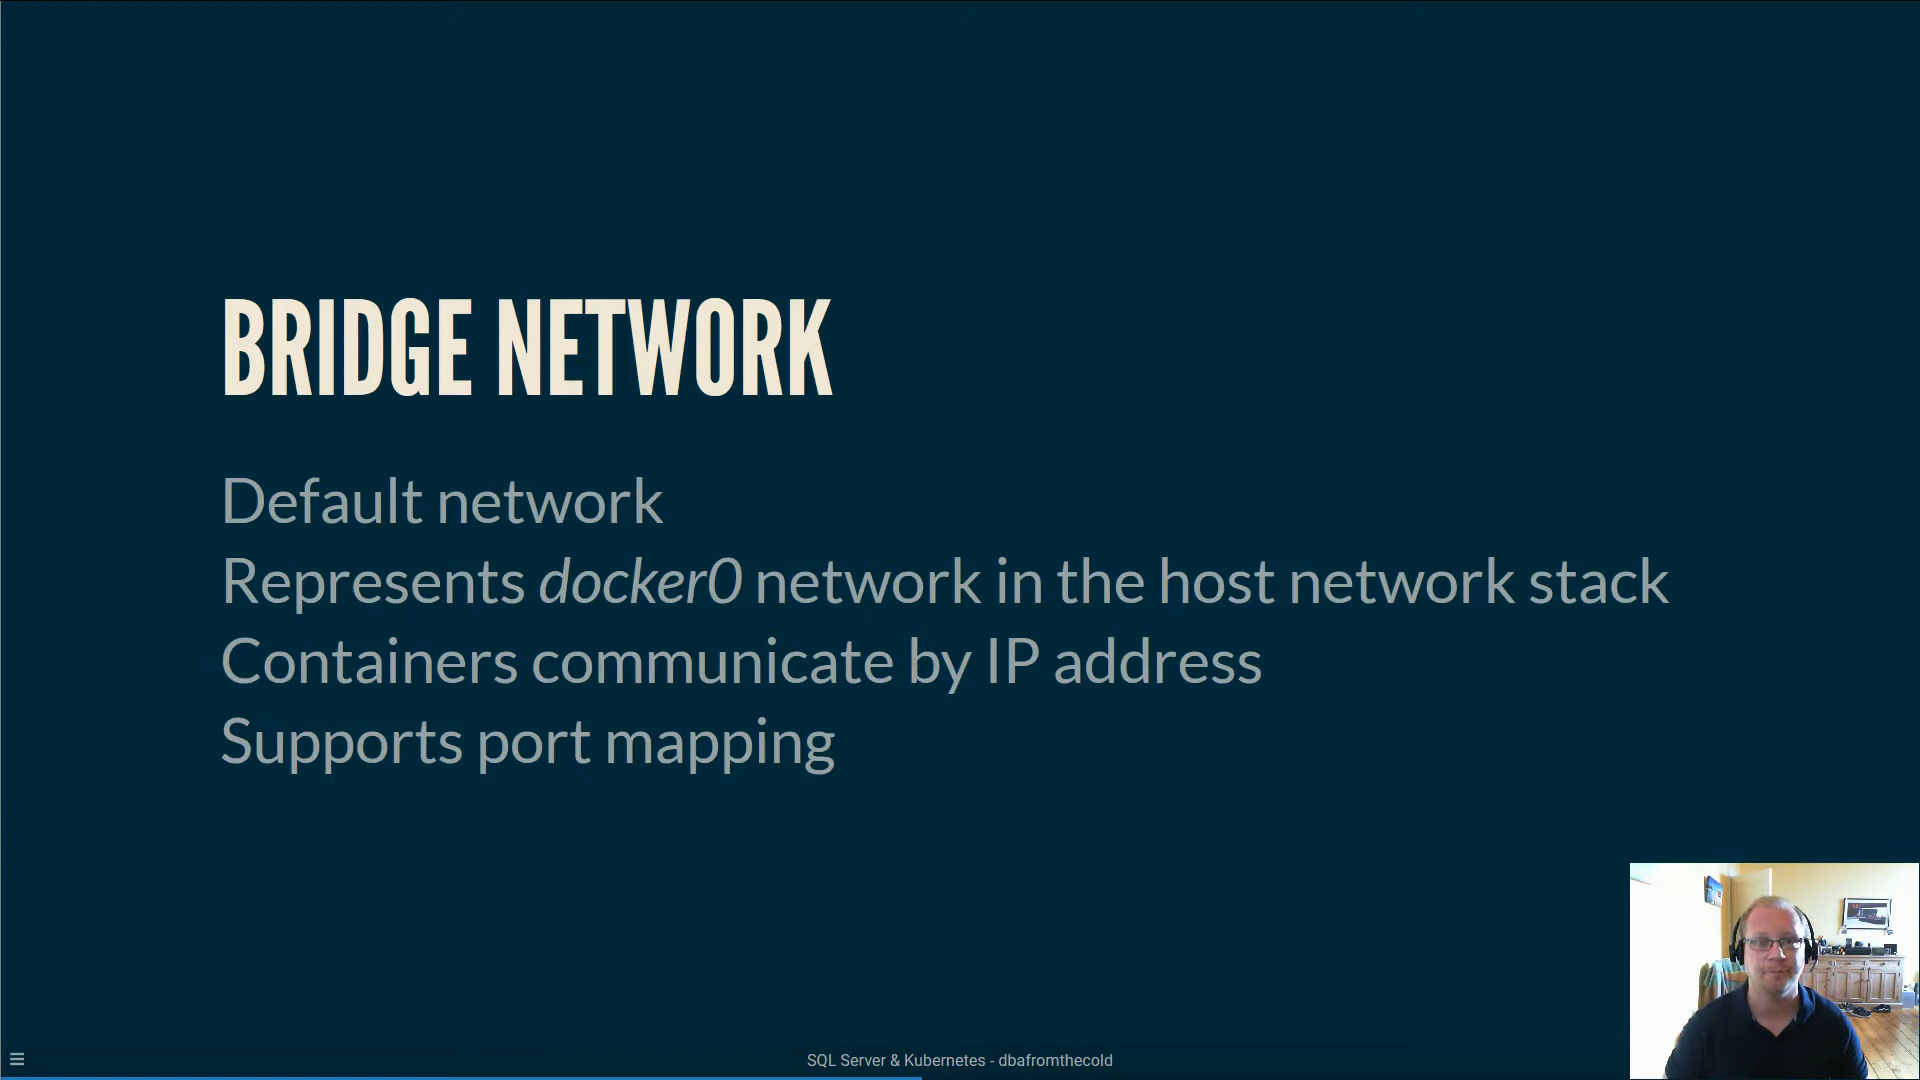 BRIDGE NETWORK
Default network
Represents docker0 network in the host network stack
Containers communicate by IP address
Supports port mapping
SQL Server & Kubernetes - dbafromthecold